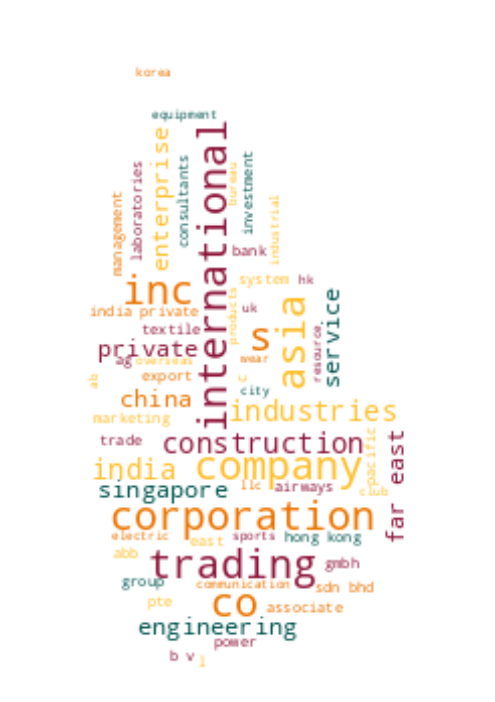 korea
equipment
international
enterprise
consultants
laboratories
management
bureau
investment
industrial
bank
system
hk
inc
india private
products
uk
s
asia
service
resource
textile
private
ag
overseas
wear
ab
export
c
city
china
industries
marketing
trade
construction
pacific
far east
india
company
singapore
llc
airways
club
corporation
electric
east
sports
hong kong
abb
trading
gmbh
group
communication
sdn bhd
pte
co
associate
engineering
power
b v
l